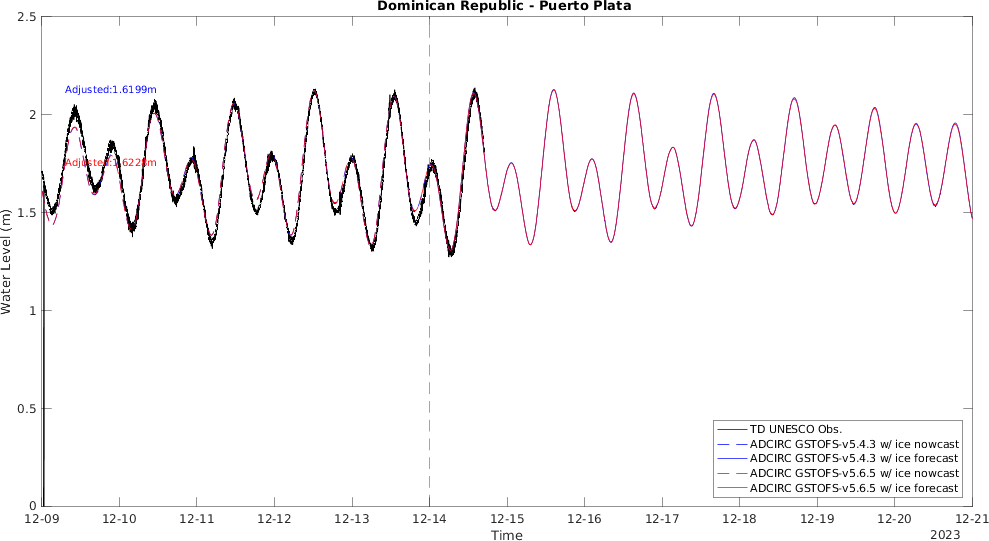 Dominican Republic - Puerto Plata
2.5
2
1.5
1
0.5
0
Water Level (m)
Adjusted:1.6199m
Adjusted:1.6228m
TD UNESCO Obs.
ADCIRC GSTOFS-v5.4.3 w/ ice nowcast
ADCIRC GSTOFS-v5.4.3 w/ ice forecast
ADCIRC GSTOFS-v5.6.5 w/ ice nowcast
ADCIRC GSTOFS-v5.6.5 w/ ice forecast
12-09 12-10 12-11 12-12 12-13 12-14 12-15 12-16 12-17 12-18 12-19 12-20 12-21
Time
2023